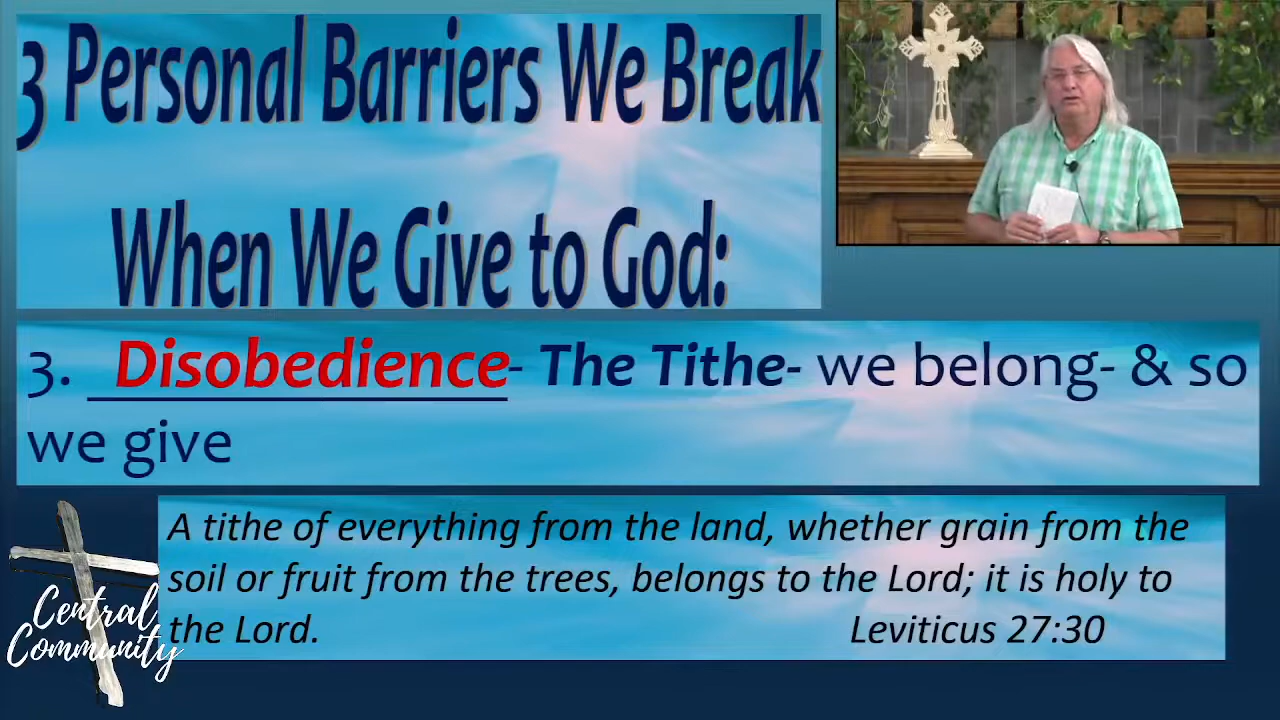 3 Personal Barriers We Break
When We Give to God:
3. Disobedience- The Tithe- we belong- & so
we give
A tithe of everything from the land, whether grain from the
soil or fruit from the trees, belongs to the Lord; it is holy to
the Lord. Leviticus 27:30
Central
Community